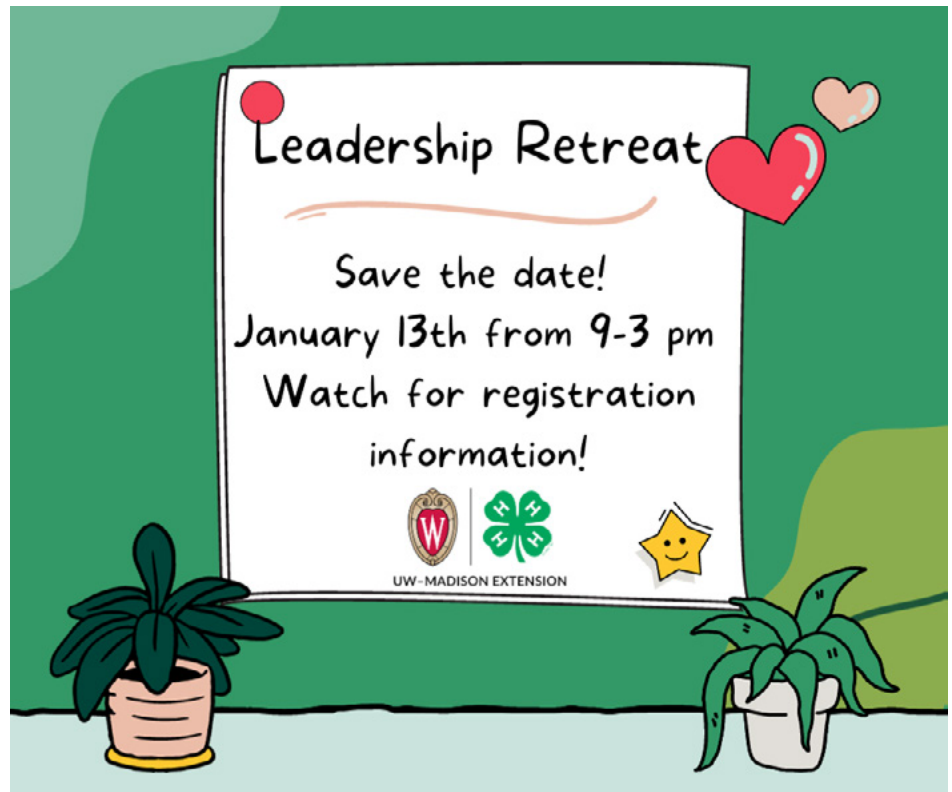 Leadership Retreat
Save the date!
January 13th from 9-3 pm
Watch for registration
information!
W
H H
H H
UW-MADISON EXTENSION